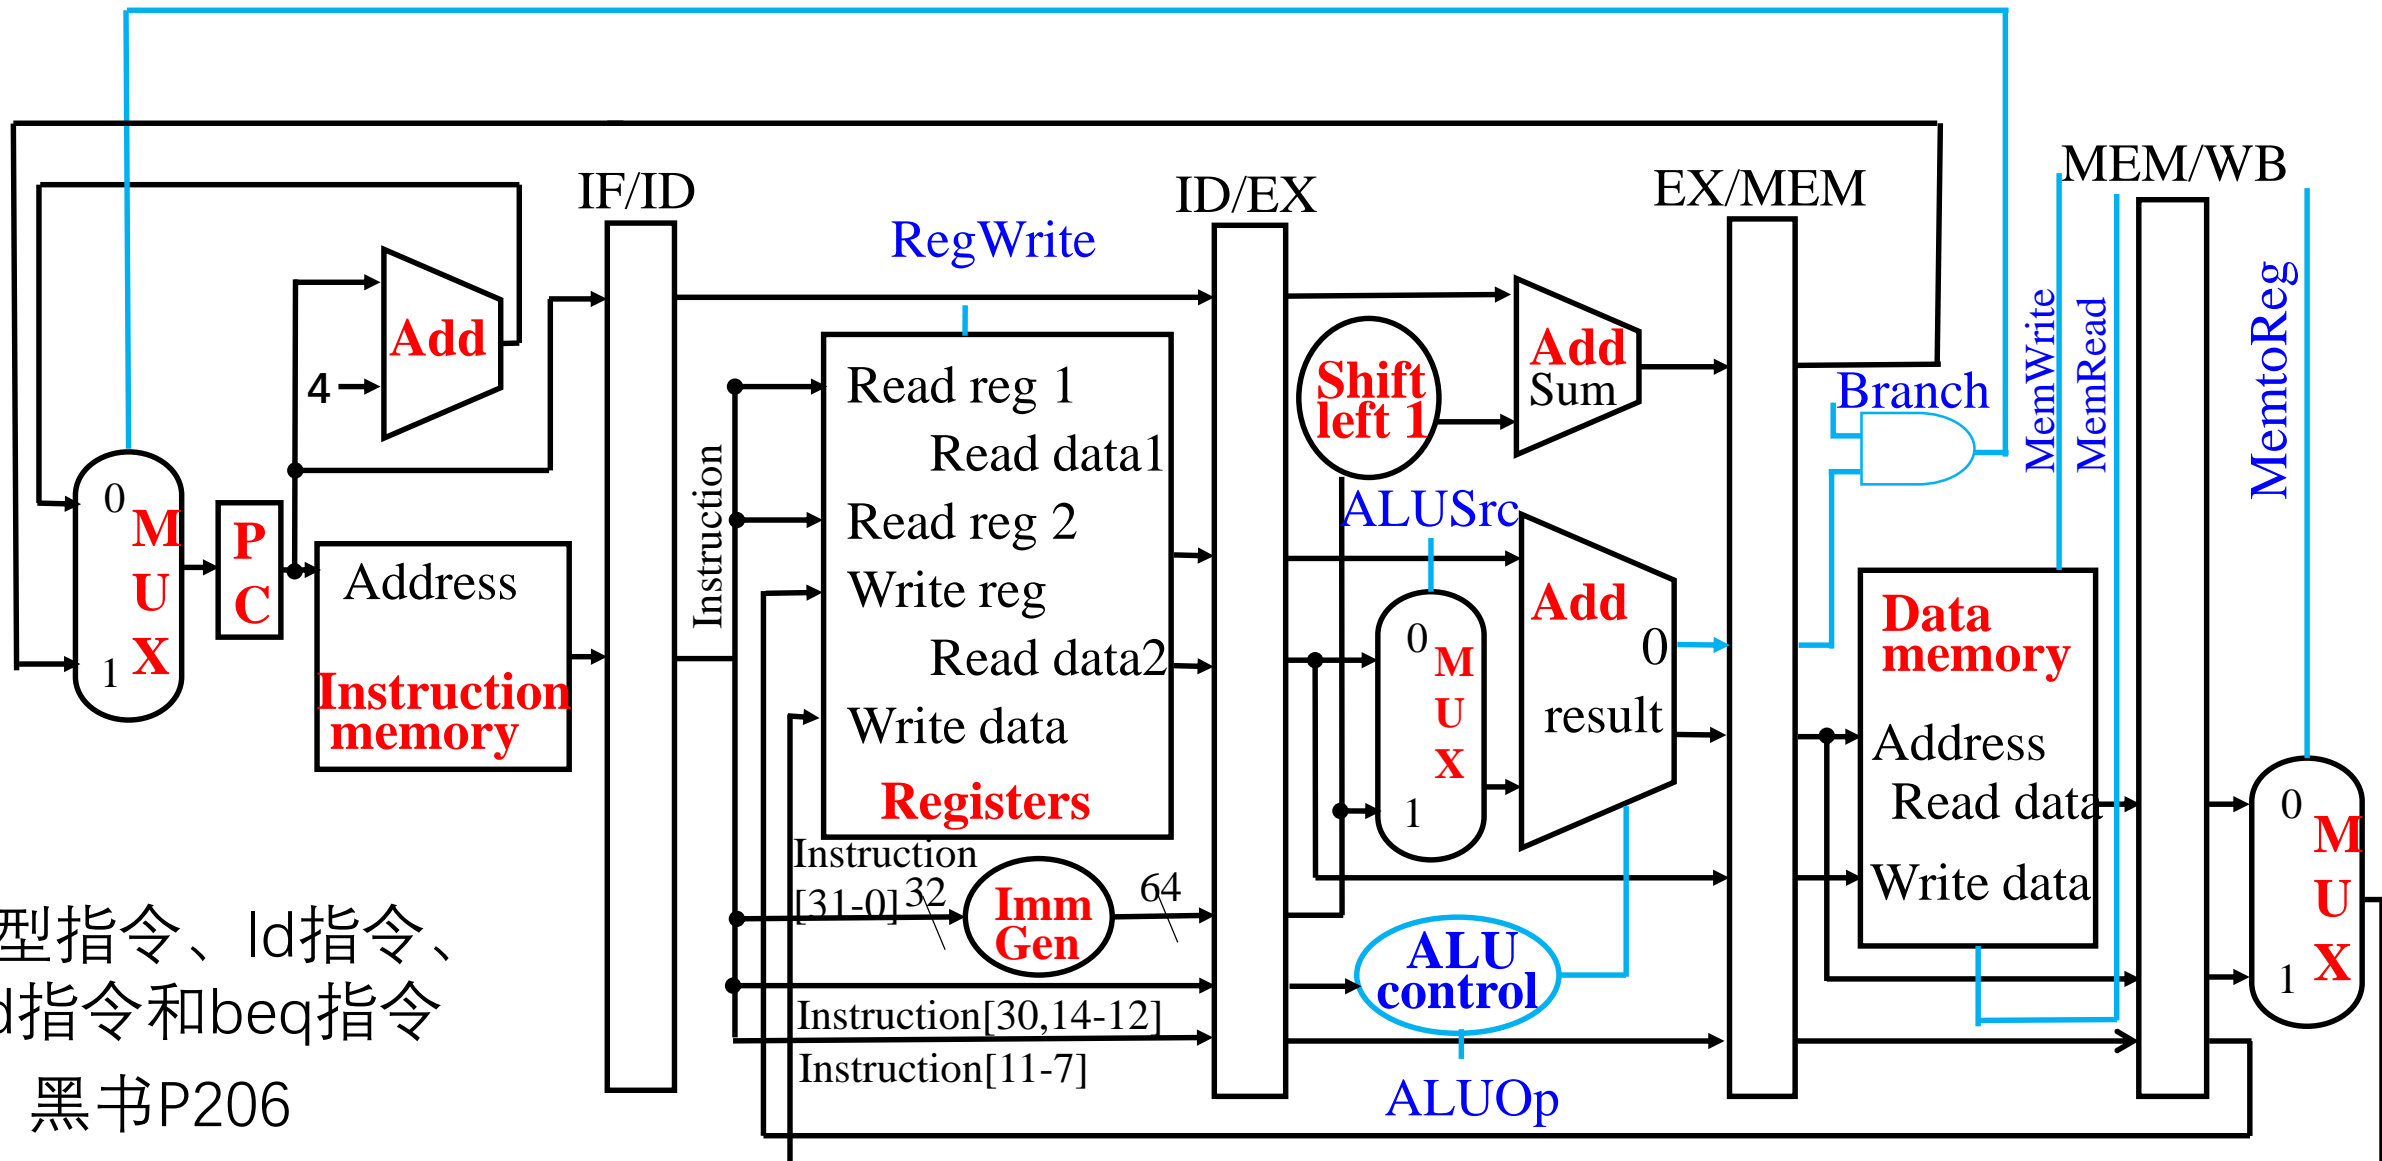 IF/ID
ID/EX
EX/MEM
MEM/WB
RegWrite
Add
4
0
M
U
X
1
P
C
Address
Instruction
memory
Instruction
Read reg 1
Read data1
Read reg 2
Write reg
Read data2
Write data
Registers
Instruction
[31-0]
32
Imm
Gen
64
Instruction[30,14-12]
Instruction[11-7]
Shift
left 1
Add
Sum
ALUSrc
0
M
U
X
1
Add
0
result
ALU
control
ALUOp
Branch
MemWrite
MemRead
MemtoReg
Data
memory
Address
Read data
Write data
0
M
U
X
1
型指令、ld指令、
d指令和beq指令
黑书P206